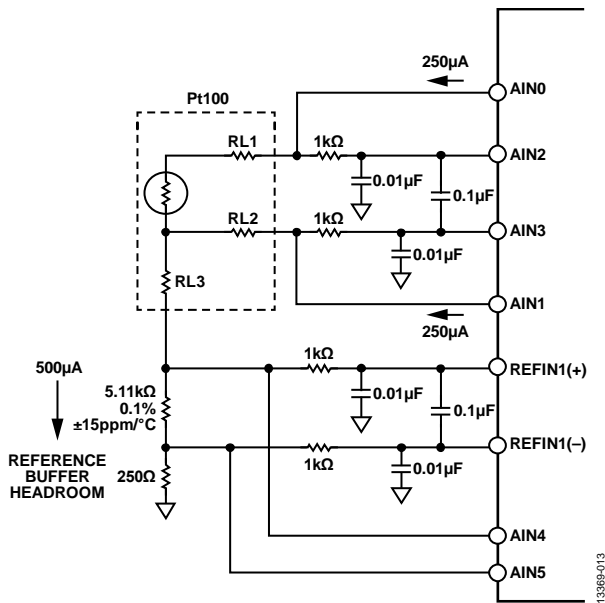 250µA
AIN0
Pt100
RL1
1kΩ
AIN2
0.01µF
0.1µF
RL2
1kΩ
AIN3
0.01µF
RL3
AIN1
250µA
500µA
1kΩ
REFIN1(+)
5.11kΩ
0.1%
±15ppm/°C
0.01µF
0.1µF
REFERENCE
BUFFER
HEADROOM
250Ω
1kΩ
REFIN1(–)
0.01µF
AIN4
AIN5
13369-013